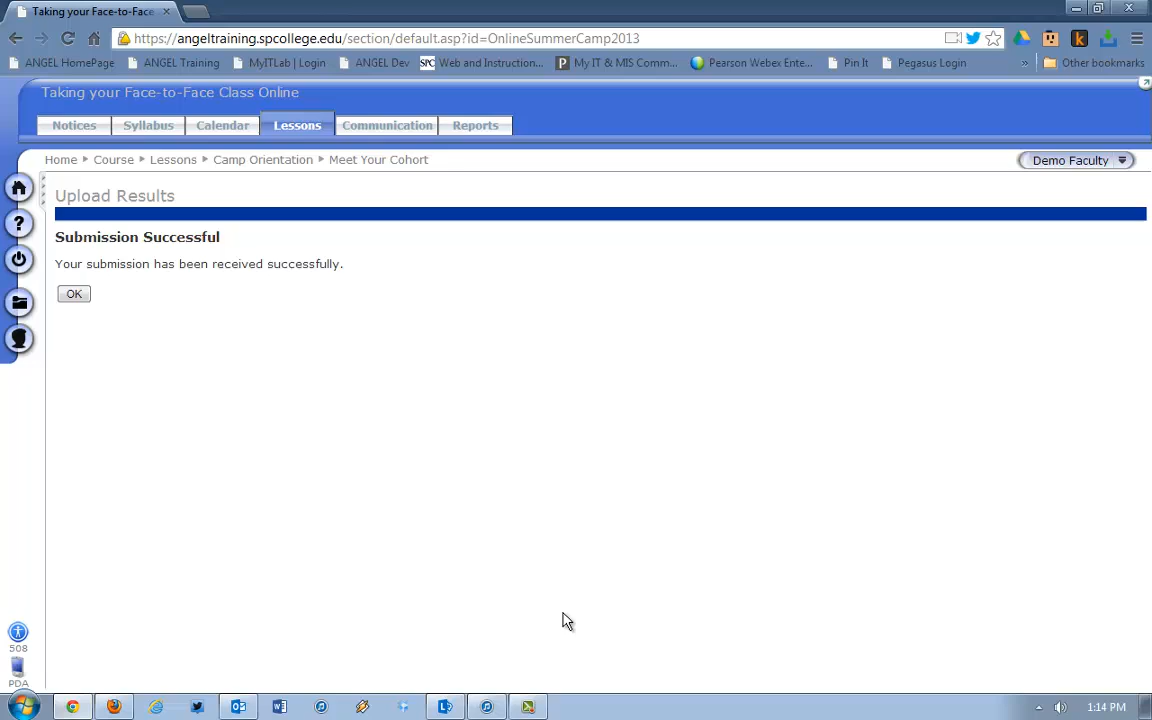 Taking your Face-to-Face
https://angeltraining.spcollege.edu/section/default.asp?id=OnlineSummerCamp2013
ANGEL HomePage ANGEL Training MyITLab | Login ANGEL Dev SPC Web and Instruction... P My IT & MIS Comm... Pearson Webex Ente... Pin It Pegasus Login » Other bookmarks
Taking your Face-to-Face Class Online
Notices Syllabus Calendar Lessons Communication Reports
Home Course Lessons Camp Orientation Meet Your Cohort Demo Faculty
Upload Results
Submission Successful
Your submission has been received successfully.
OK
508
PDA
1:14 PM